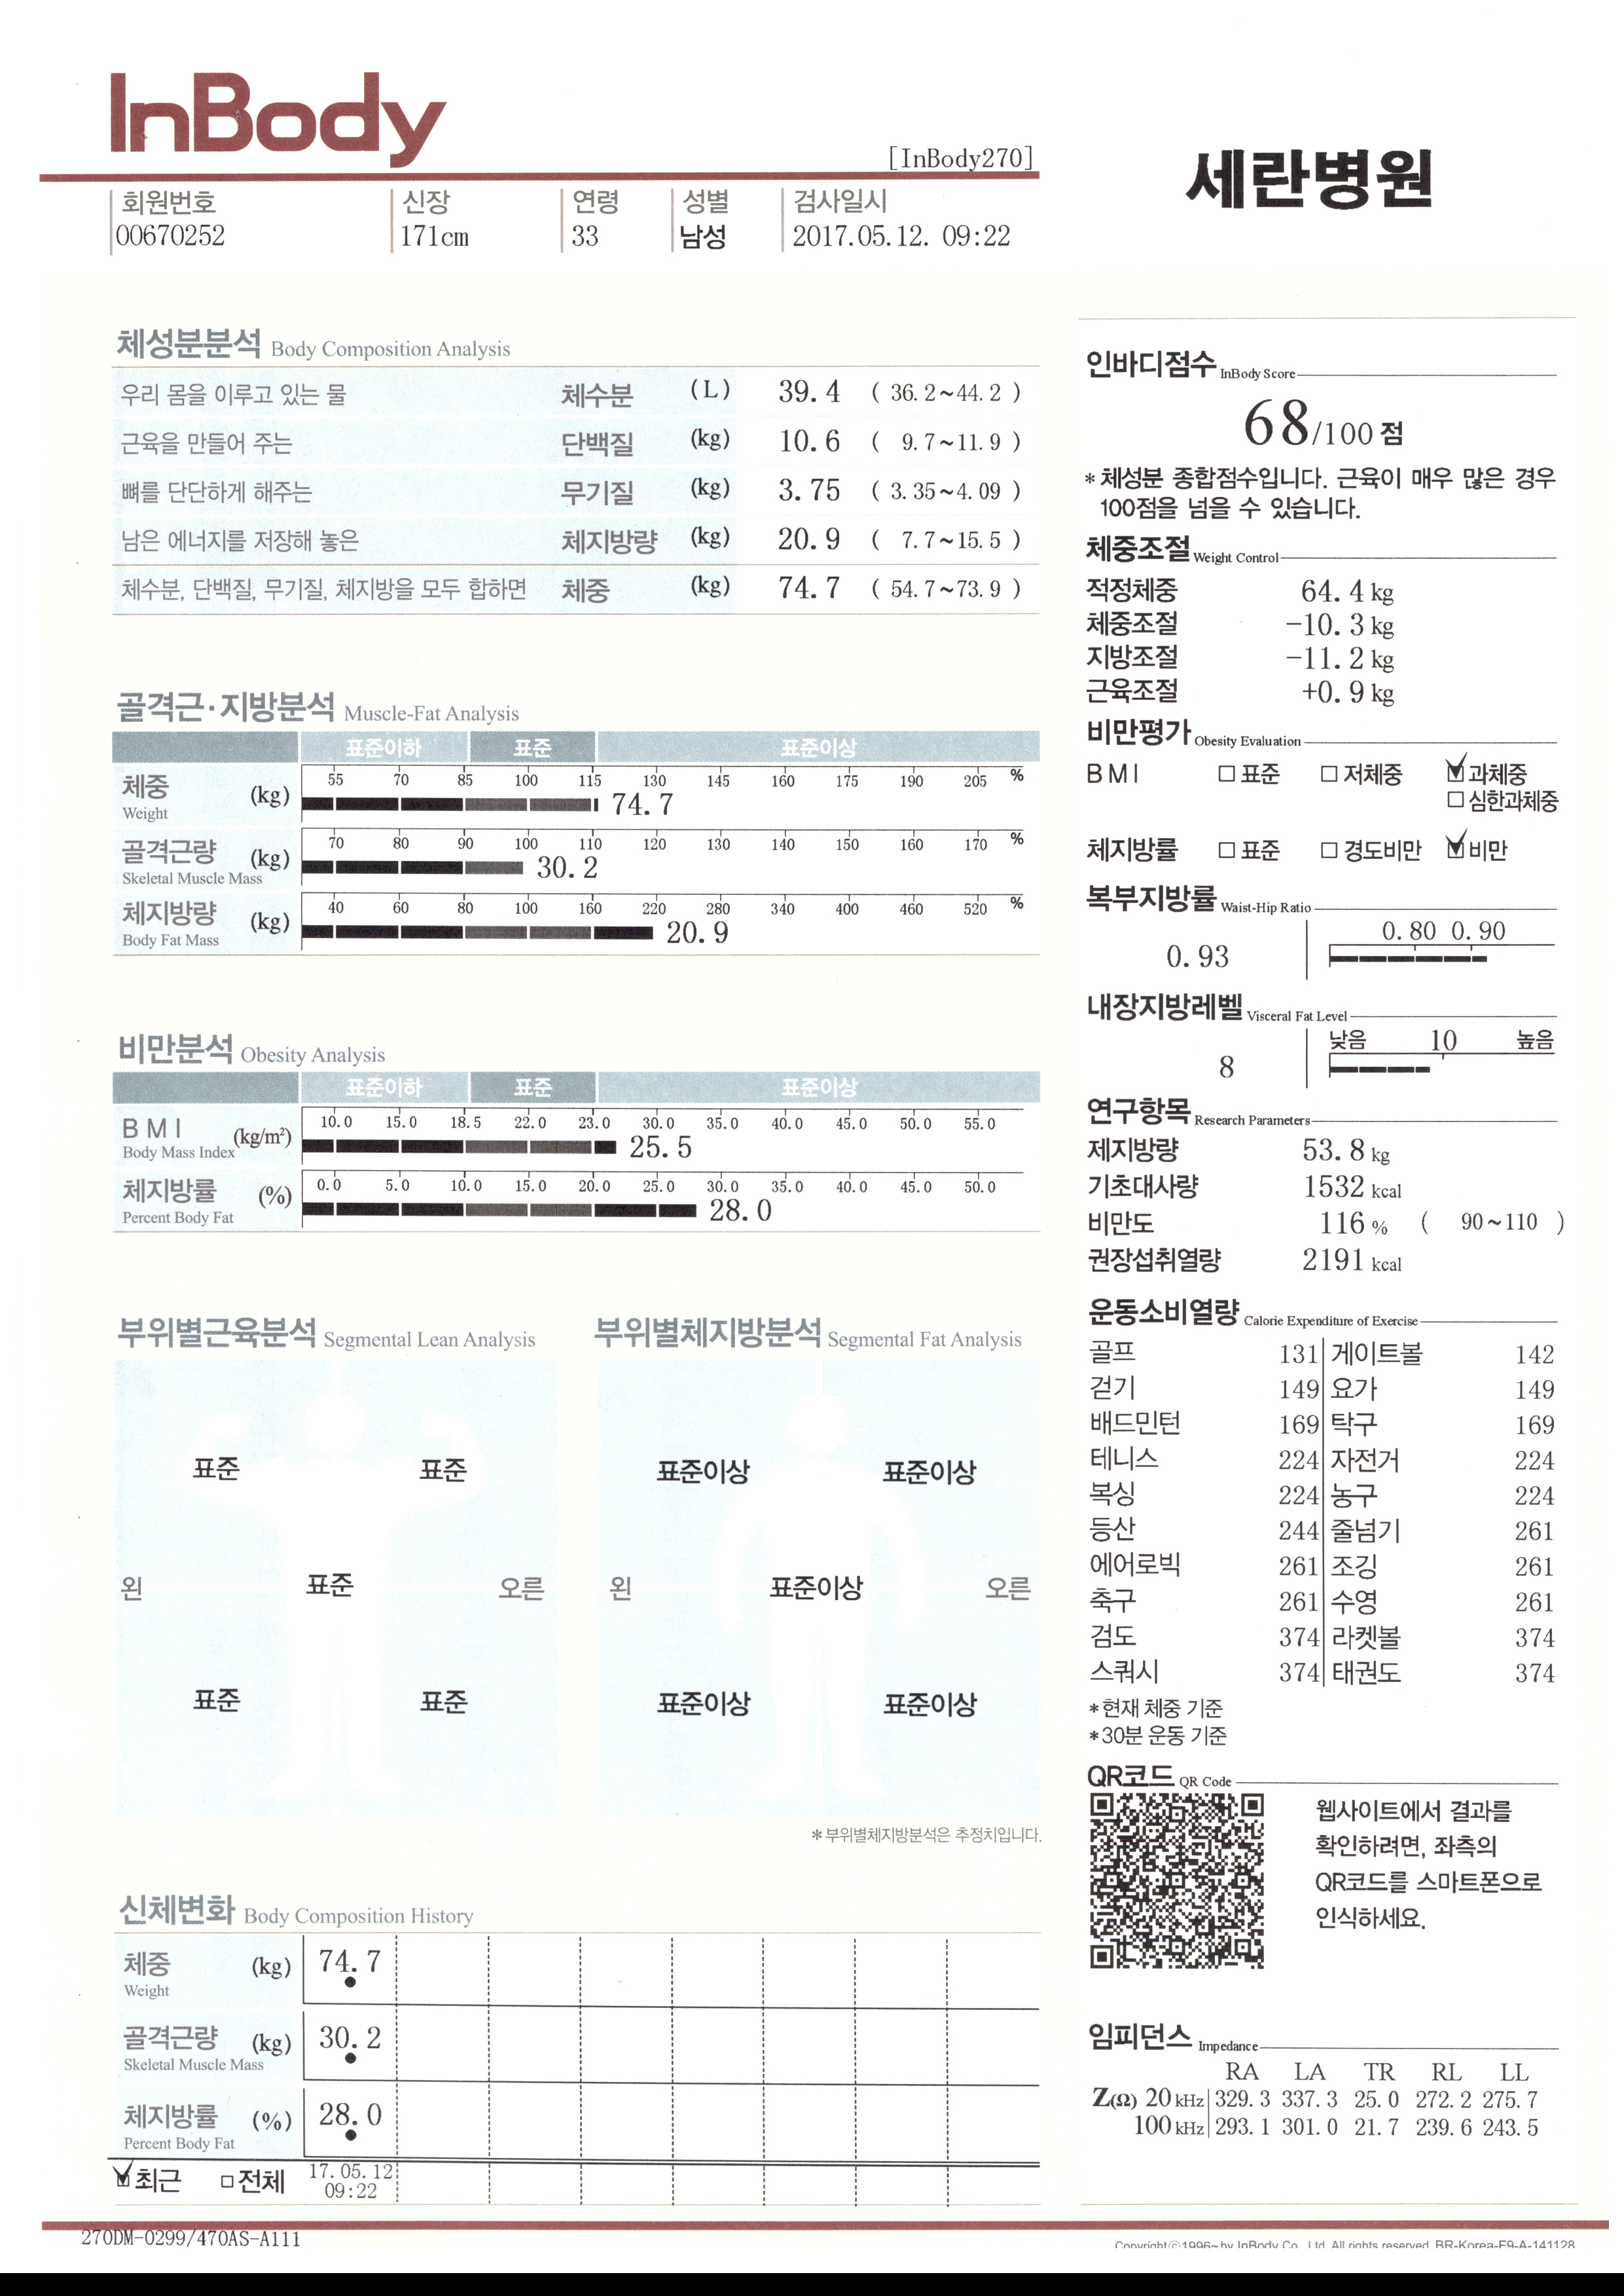 InBody
[InBody270]
세란병원
회원번호 신장 연령 성별 검사일시
00670252 171cm 33 남성 2017.05.12. 09:22
체성분분석 Body Composition Analysis
우리 몸을 이루고 있는 물 체수분 (L) 39.4 ( 36.2~44.2 )
근육을 만들어 주는 단백질 (kg) 10.6 ( 9.7~11.9 )
뼈를 단단하게 해주는 무기질 (kg) 3.75 ( 3.35~4.09 )
남은 에너지를 저장해 놓은 체지방량 (kg) 20.9 ( 7.7~15.5 )
체수분, 단백질, 무기질, 체지방을 모두 합하면 체중 (kg) 74.7 ( 54.7~73.9 )
골격근·지방분석 Muscle-Fat Analysis
표준이하 표준 표준이상
체중 (kg) 55 70 85 100 115 130 145 160 175 190 205 %
Weight 74.7
골격근량 (kg) 70 80 90 100 110 120 130 140 150 160 170 %
Skeletal Muscle Mass 30.2
체지방량 (kg) 40 60 80 100 160 220 280 340 400 460 520 %
Body Fat Mass 20.9
비만분석 Obesity Analysis
표준이하 표준 표준이상
BMI (kg/m²) 10.0 15.0 18.5 22.0 23.0 30.0 35.0 40.0 45.0 50.0 55.0
Body Mass Index 25.5
체지방률 (%) 0.0 5.0 10.0 15.0 20.0 25.0 30.0 35.0 40.0 45.0 50.0
Percent Body Fat 28.0
부위별근육분석 Segmental Lean Analysis
표준 표준
왼 표준 오른
표준 표준
부위별체지방분석 Segmental Fat Analysis
표준이상 표준이상
왼 표준이상 오른
표준이상 표준이상
*부위별체지방분석은 추정치입니다.
신체변화 Body Composition History
체중 (kg) 74.7
Weight
골격근량 (kg) 30.2
Skeletal Muscle Mass
체지방률 (%) 28.0
Percent Body Fat
최근 전체 17.05.12
09:22
인바디점수 InBody Score
68/100 점
*체성분 종합점수입니다. 근육이 매우 많은 경우
100점을 넘을 수 있습니다.
체중조절 Weight Control
적정체중 64.4 kg
체중조절 -10.3 kg
지방조절 -11.2 kg
근육조절 +0.9 kg
비만평가 Obesity Evaluation
BMI 표준 저체중 과체중
심한과체중
체지방률 표준 경도비만 비만
복부지방률 Waist-Hip Ratio
0.80 0.90
0.93
내장지방레벨 Visceral Fat Level
낮음 10 높음
8
연구항목 Research Parameters
제지방량 53.8 kg
기초대사량 1532 kcal
비만도 116 % ( 90~110 )
권장섭취열량 2191 kcal
운동소비열량 Calorie Expenditure of Exercise
골프 131 게이트볼 142
걷기 149 요가 149
배드민턴 169 탁구 169
테니스 224 자전거 224
복싱 224 농구 224
등산 244 줄넘기 261
에어로빅 261 조깅 261
축구 261 수영 261
검도 374 라켓볼 374
스쿼시 374 태권도 374
*현재 체중 기준
*30분 운동 기준
QR코드 QR Code
웹사이트에서 결과를
확인하려면, 좌측의
QR코드를 스마트폰으로
인식하세요.
임피던스 Impedance
RA LA TR RL LL
Z(Ω) 20 kHz 329.3 337.3 25.0 272.2 275.7
100 kHz 293.1 301.0 21.7 239.6 243.5
270DM-0299/470AS-A111
Copyright©1996~ by InBody Co., Ltd. All rights reserved. BR-Korea-F9-A-141128